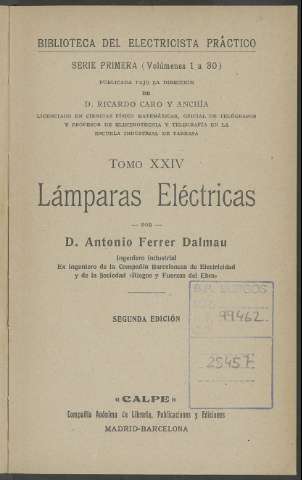 BIBLIOTECA DEL ELECTRICISTA PRÁCTICO
SERIE PRIMERA (Volúmenes 1 a 30)
PUBLICADA BAJO LA DIRECCIÓN
DE
D. RICARDO CARO Y ANCHÍA
LICENCIADO EN CIENCIAS FÍSICO MATEMÁTICAS, OFICIAL DE TELÉGRAFOS
Y PROFESOR DE ELECTROTECNIA Y TELEGRAFÍA EN LA
ESCUELA INDUSTRIAL DE TARRASA
TOMO XXIV
Lámparas Eléctricas
— POR —
D. Antonio Ferrer Dalmau
Ingeniero industrial
Ex ingeniero de la Compañía Barcelonesa de Electricidad
y de la Sociedad «Riegos y Fuerzas del Ebro»
B.P. BURGOS
99462
SEGUNDA EDICIÓN
29457
«CALPE»
Compañía Anónima de Librería, Publicaciones y Ediciones
MADRID-BARCELONA